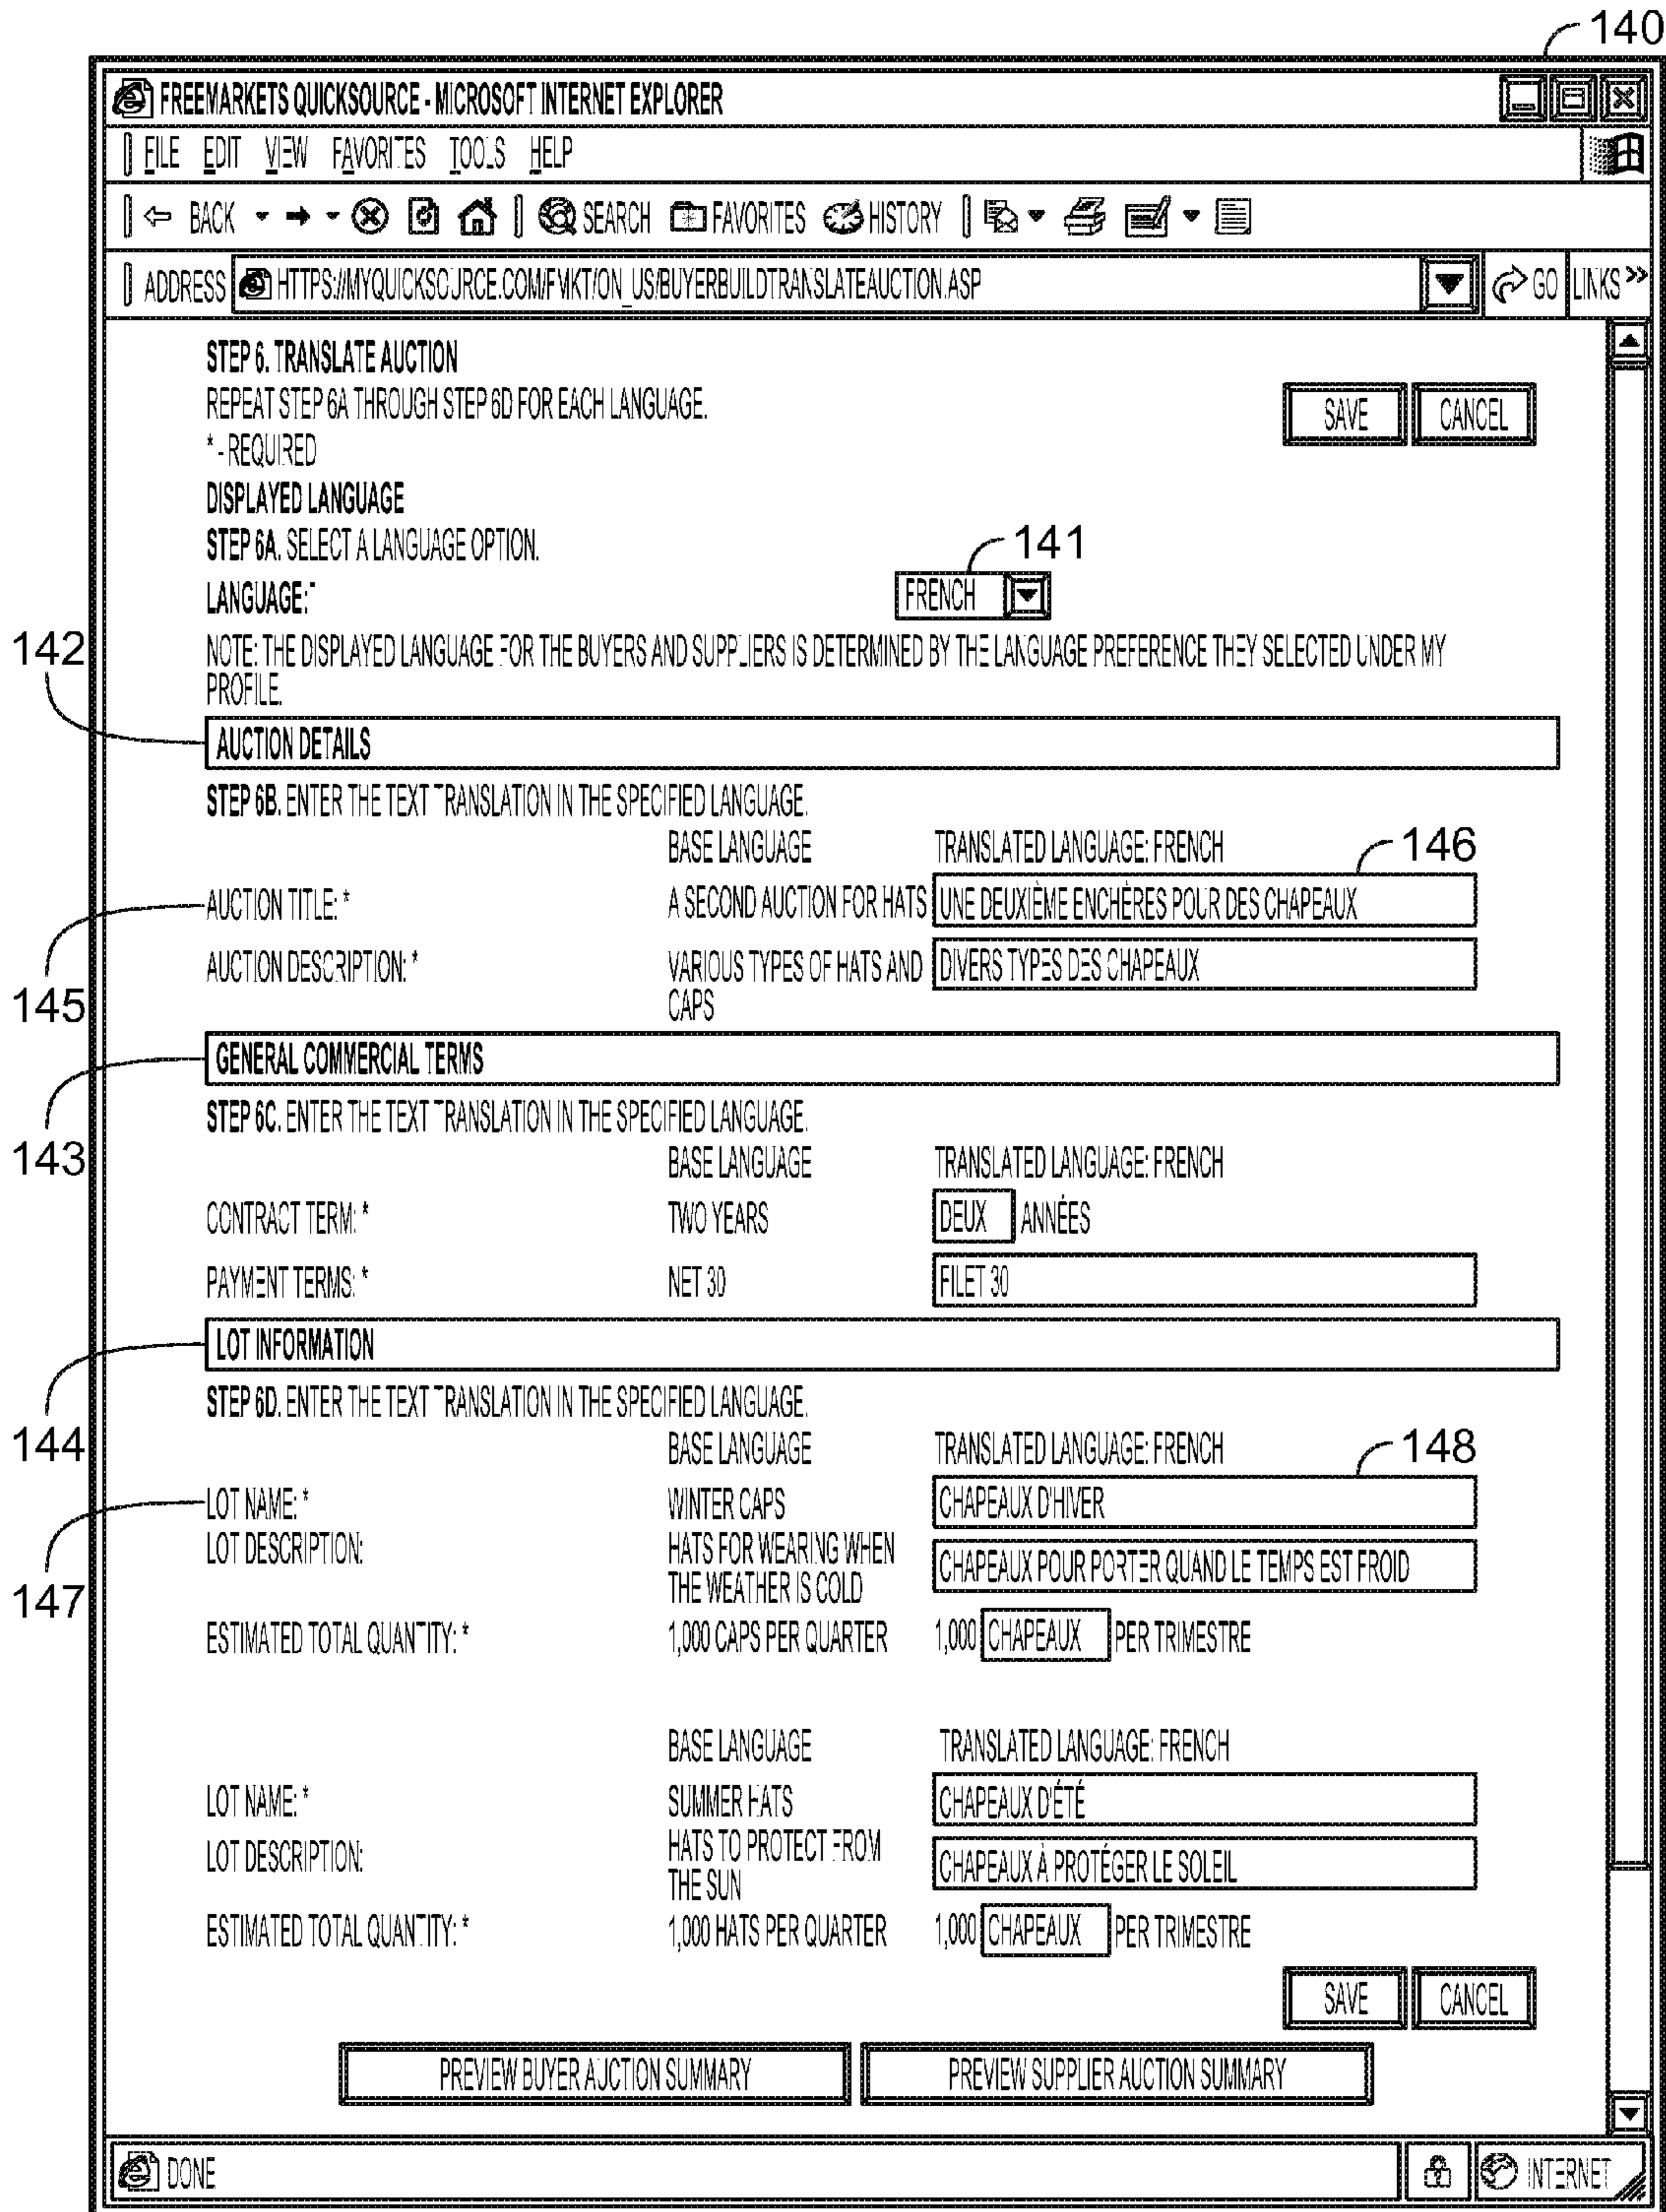 140
FREEMARKETS QUICKSOURCE - MICROSOFT INTERNET EXPLORER
FILE EDIT VIEW FAVORITES TOOLS HELP
BACK SEARCH FAVORITES HISTORY
ADDRESS HTTPS://MYQUICKSOURCE.COM/FMKT/ON_US/BUYERBUILDTRANSLATEAUCTION.ASP GO LINKS >>
STEP 6. TRANSLATE AUCTION
REPEAT STEP 6A THROUGH STEP 6D FOR EACH LANGUAGE.
SAVE CANCEL
* - REQUIRED
DISPLAYED LANGUAGE
STEP 6A. SELECT A LANGUAGE OPTION.
141
LANGUAGE:* FRENCH
142
NOTE: THE DISPLAYED LANGUAGE FOR THE BUYERS AND SUPPLIERS IS DETERMINED BY THE LANGUAGE PREFERENCE THEY SELECTED UNDER MY
PROFILE.
AUCTION DETAILS
STEP 6B. ENTER THE TEXT TRANSLATION IN THE SPECIFIED LANGUAGE.
BASE LANGUAGE TRANSLATED LANGUAGE: FRENCH
146
AUCTION TITLE: * A SECOND AUCTION FOR HATS UNE DEUXIÈME ENCHÈRES POUR DES CHAPEAUX
AUCTION DESCRIPTION: * VARIOUS TYPES OF HATS AND DIVERS TYPES DES CHAPEAUX
CAPS
145
GENERAL COMMERCIAL TERMS
STEP 6C. ENTER THE TEXT TRANSLATION IN THE SPECIFIED LANGUAGE.
143
BASE LANGUAGE TRANSLATED LANGUAGE: FRENCH
CONTRACT TERM: * TWO YEARS DEUX ANNÉES
PAYMENT TERMS: * NET 30 FILET 30
LOT INFORMATION
STEP 6D. ENTER THE TEXT TRANSLATION IN THE SPECIFIED LANGUAGE.
144
BASE LANGUAGE TRANSLATED LANGUAGE: FRENCH
148
LOT NAME: * WINTER CAPS CHAPEAUX D'HIVER
LOT DESCRIPTION: HATS FOR WEARING WHEN CHAPEAUX POUR PORTER QUAND LE TEMPS EST FROID
THE WEATHER IS COLD
147
ESTIMATED TOTAL QUANTITY: * 1,000 CAPS PER QUARTER 1,000 CHAPEAUX PER TRIMESTRE
BASE LANGUAGE TRANSLATED LANGUAGE: FRENCH
LOT NAME: * SUMMER HATS CHAPEAUX D'ÉTÉ
LOT DESCRIPTION: HATS TO PROTECT FROM CHAPEAUX À PROTÉGER LE SOLEIL
THE SUN
ESTIMATED TOTAL QUANTITY: * 1,000 HATS PER QUARTER 1,000 CHAPEAUX PER TRIMESTRE
SAVE CANCEL
PREVIEW BUYER AUCTION SUMMARY PREVIEW SUPPLIER AUCTION SUMMARY
DONE INTERNET